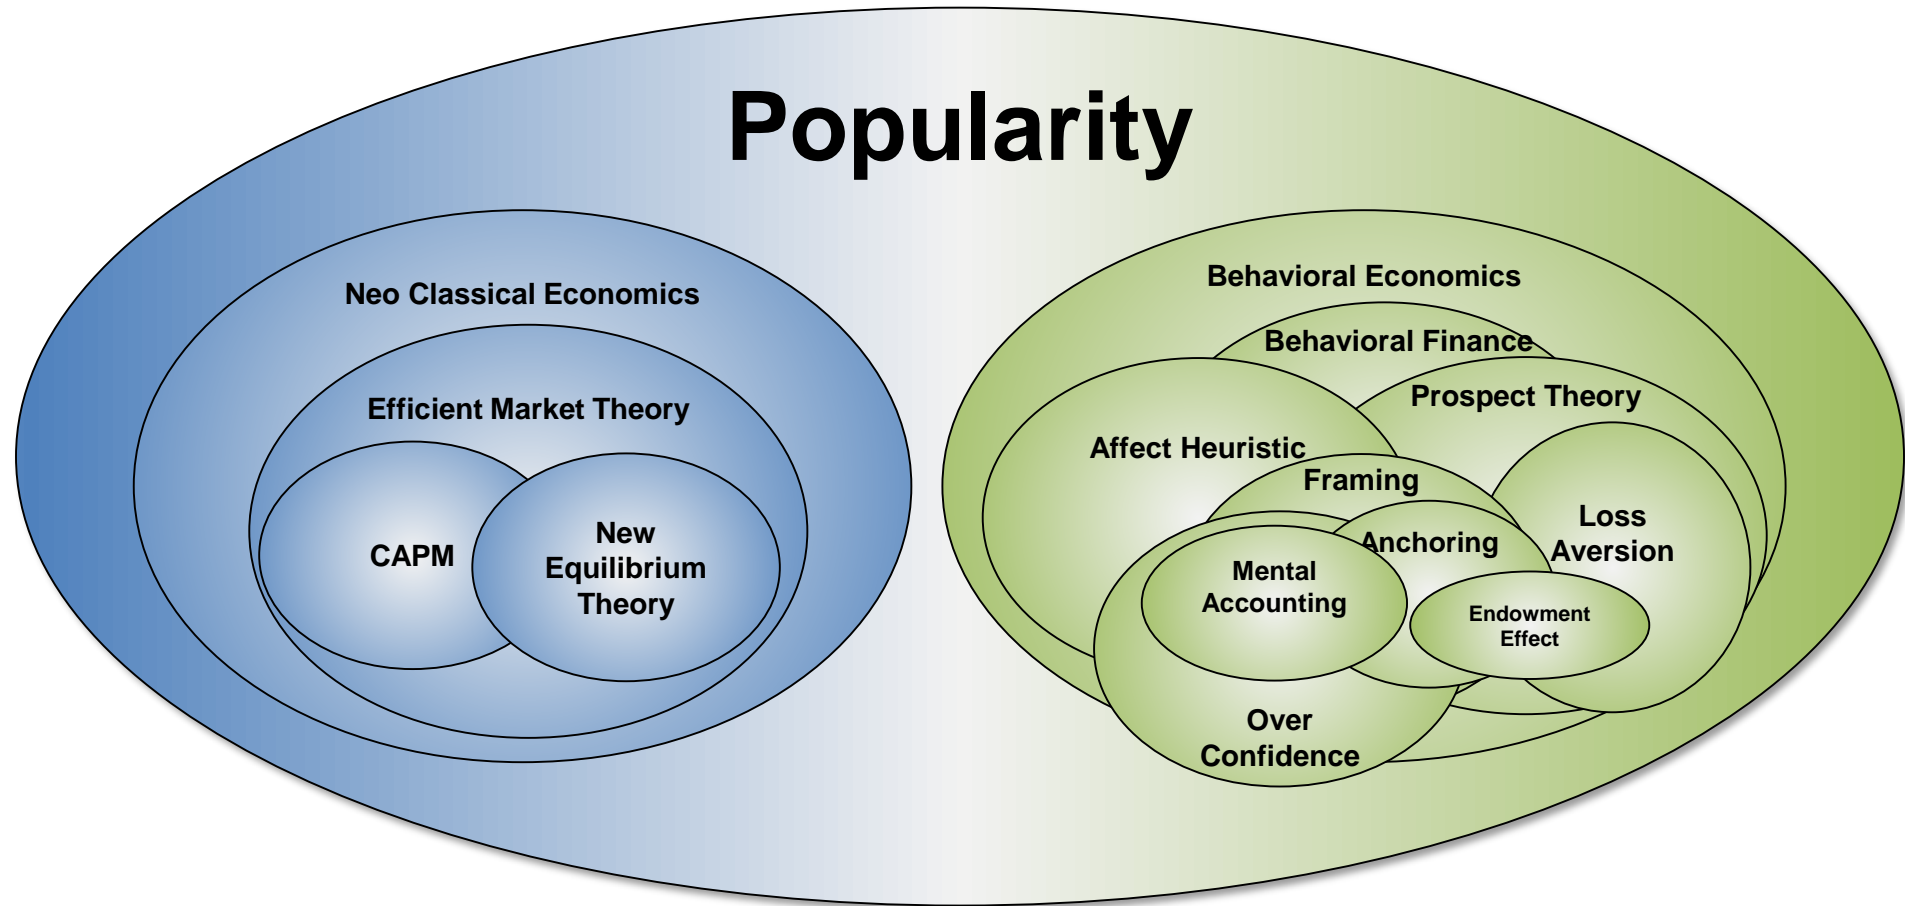 Popularity
Neo Classical Economics
Efficient Market Theory
CAPM
New
Equilibrium
Theory
Behavioral Economics
Behavioral Finance
Prospect Theory
Affect Heuristic
Framing
Loss
Aversion
Anchoring
Mental
Accounting
Endowment
Effect
Over
Confidence